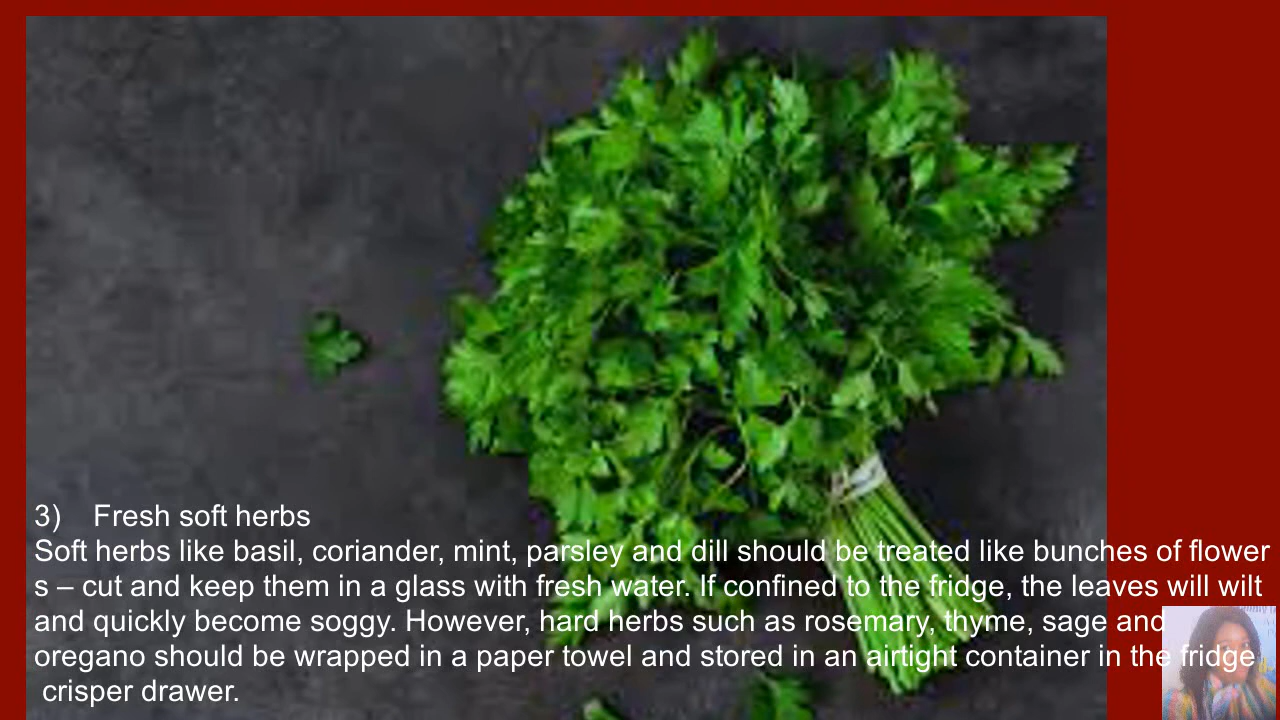 3) Fresh soft herbs
Soft herbs like basil, coriander, mint, parsley and dill should be treated like bunches of flower
s – cut and keep them in a glass with fresh water. If confined to the fridge, the leaves will wilt
and quickly become soggy. However, hard herbs such as rosemary, thyme, sage and
oregano should be wrapped in a paper towel and stored in an airtight container in the fridge
crisper drawer.